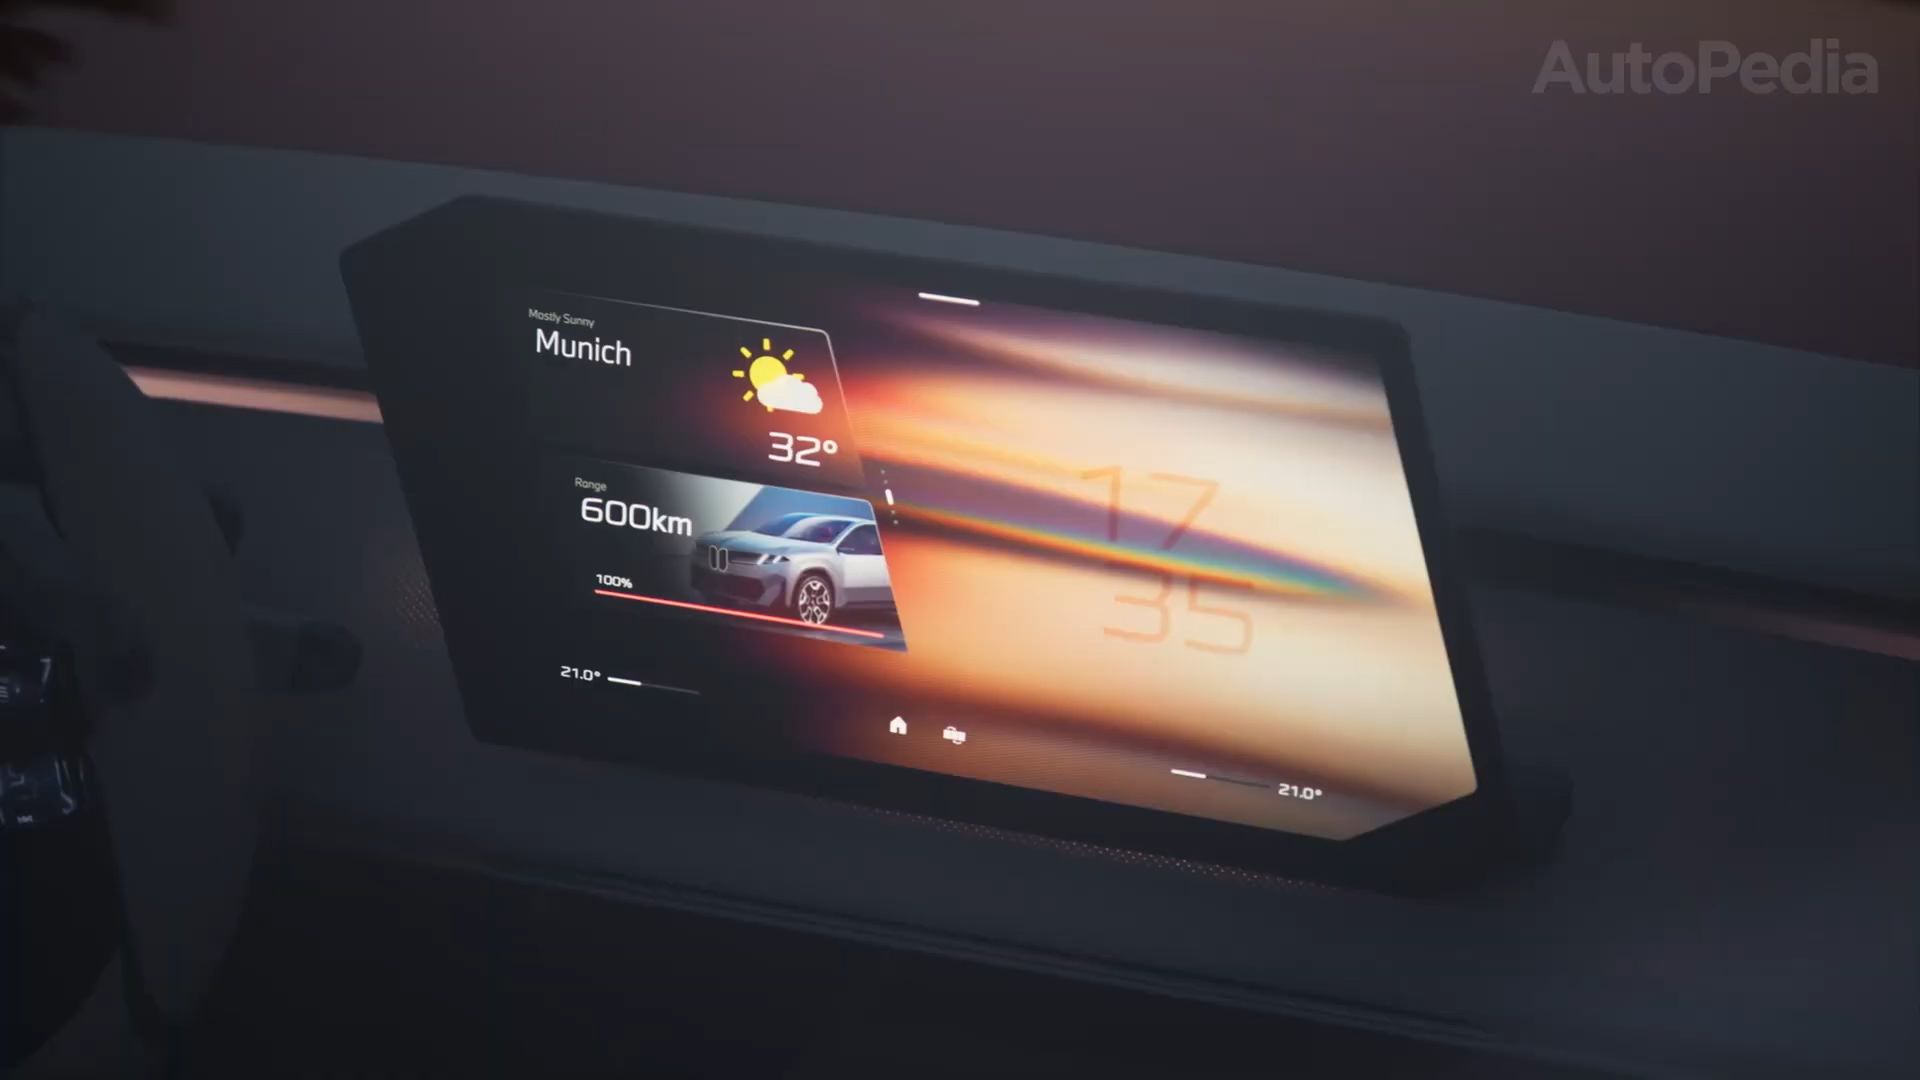 AutoPedia
Mostly Sunny
Munich
32°
Range
600km
100%
17
35
21.0°
21.0°